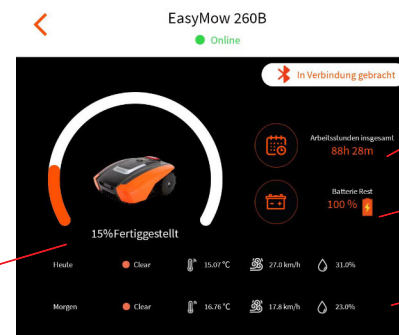 EasyMow 260B
Online
In Verbindung gebracht
Arbeitsstunden insgesamt
88h 28m
Batterie Rest
100 %
15%Fertiggestellt
Heute Clear 15.07 °C 27.0 km/h 31.0%
Morgen Clear 16.76 °C 17.8 km/h 23.0%